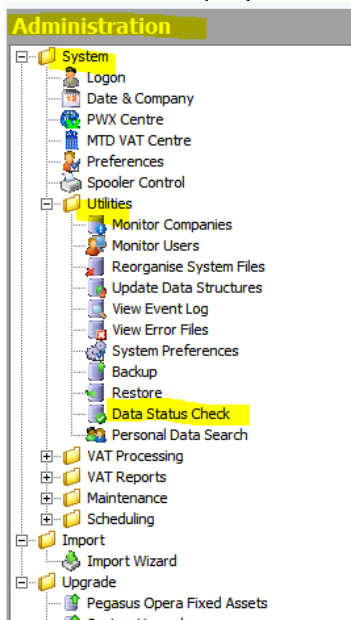 Administration
System
Logon
Date & Company
PWX Centre
MTD VAT Centre
Preferences
Spooler Control
Utilities
Monitor Companies
Monitor Users
Reorganise System Files
Update Data Structures
View Event Log
View Error Files
System Preferences
Backup
Restore
Data Status Check
Personal Data Search
VAT Processing
VAT Reports
Maintenance
Scheduling
Import
Import Wizard
Upgrade
Pegasus Opera Fixed Assets